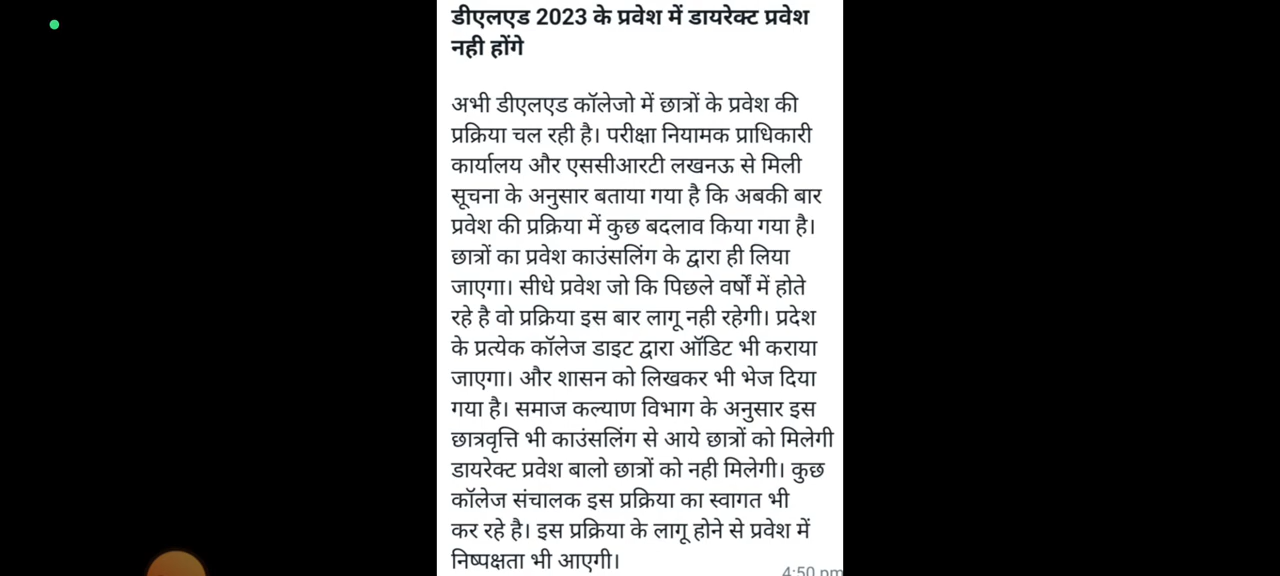 डीएलएड 2023 के प्रवेश में डायरेक्ट प्रवेश
नही होंगे
अभी डीएलएड कॉलेजो में छात्रों के प्रवेश की
प्रक्रिया चल रही है। परीक्षा नियामक प्राधिकारी
कार्यालय और एससीआरटी लखनऊ से मिली
सूचना के अनुसार बताया गया है कि अबकी बार
प्रवेश की प्रक्रिया में कुछ बदलाव किया गया है।
छात्रों का प्रवेश काउंसलिंग के द्वारा ही लिया
जाएगा। सीधे प्रवेश जो कि पिछले वर्षों में होते
रहे है वो प्रक्रिया इस बार लागू नही रहेगी। प्रदेश
के प्रत्येक कॉलेज डाइट द्वारा ऑडिट भी कराया
जाएगा। और शासन को लिखकर भी भेज दिया
गया है। समाज कल्याण विभाग के अनुसार इस
छात्रवृत्ति भी काउंसलिंग से आये छात्रों को मिलेगी
डायरेक्ट प्रवेश बालो छात्रों को नही मिलेगी। कुछ
कॉलेज संचालक इस प्रक्रिया का स्वागत भी
कर रहे है। इस प्रक्रिया के लागू होने से प्रवेश में
निष्पक्षता भी आएगी।
4:50 pm